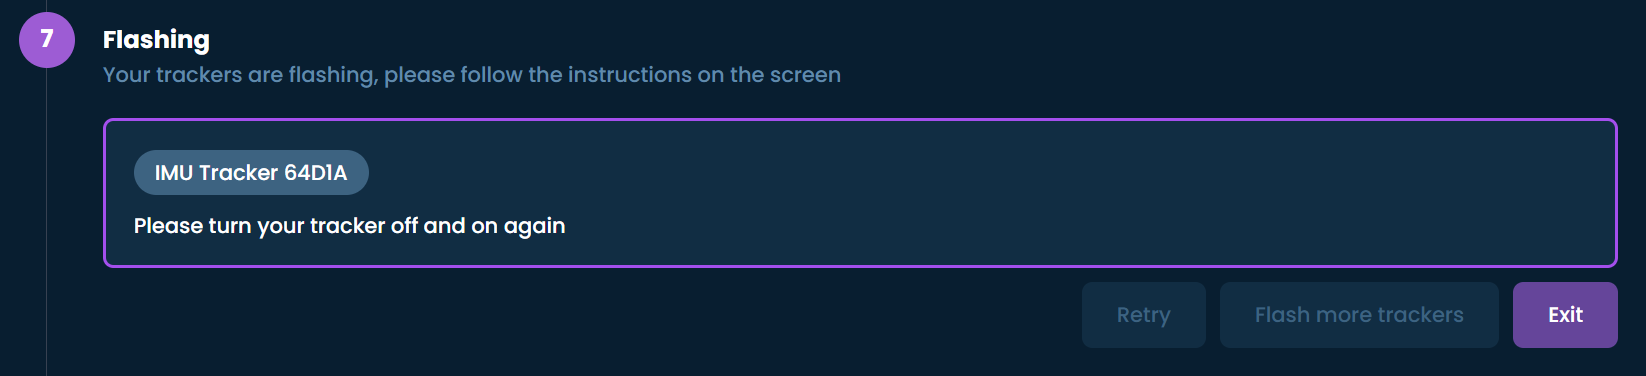 7
Flashing
Your trackers are flashing, please follow the instructions on the screen
IMU Tracker 64D1A
Please turn your tracker off and on again
Retry
Flash more trackers
Exit